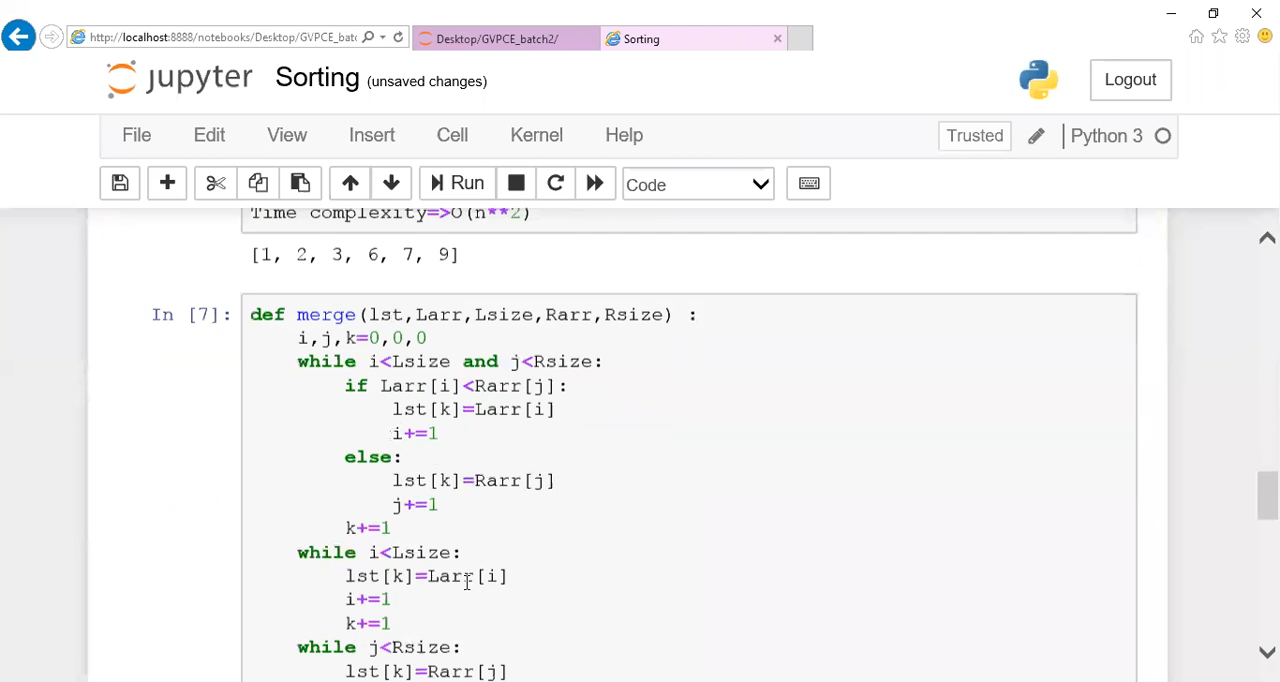 http://localhost:8888/notebooks/Desktop/GVPCE_batc
Desktop/GVPCE_batch2/
Sorting
jupyter Sorting (unsaved changes)
Logout
File Edit View Insert Cell Kernel Help
Trusted
Python 3
Run
Code
Time complexity=>O(n**2)
[1, 2, 3, 6, 7, 9]
In [7]: def merge(lst,Larr,Lsize,Rarr,Rsize) :
i,j,k=0,0,0
while i<Lsize and j<Rsize:
if Larr[i]<Rarr[j]:
lst[k]=Larr[i]
i+=1
else:
lst[k]=Rarr[j]
j+=1
k+=1
while i<Lsize:
lst[k]=Larr[i]
i+=1
k+=1
while j<Rsize:
lst[k]=Rarr[j]